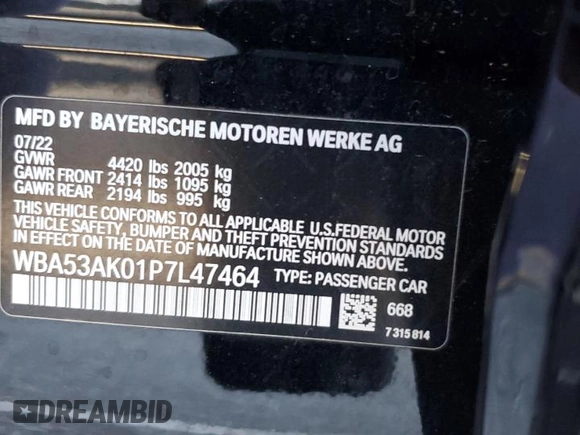 MFD BY BAYERISCHE MOTOREN WERKE AG
07/22
GVWR 4420 lbs 2005 kg
GAWR FRONT 2414 lbs 1095 kg
GAWR REAR 2194 lbs 995 kg
THIS VEHICLE CONFORMS TO ALL APPLICABLE U.S.FEDERAL MOTOR
VEHICLE SAFETY, BUMPER AND THEFT PREVENTION STANDARDS
IN EFFECT ON THE DATE OF MANUFACTURE SHOWN ABOVE.
WBA53AK01P7L47464 TYPE: PASSENGER CAR
668
7 315 814
DREAMBID